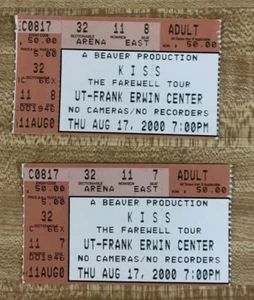 EC0817 32 11 8 ADULT
50.00 ARENA EAST 50.00
A BEAVER PRODUCTION
32 K I S S
THE FAREWELL TOUR
UT-FRANK ERWIN CENTER
11 8 NO CAMERAS/NO RECORDERS
11AUG0 THU AUG 17, 2000 7:00PM
C0817 32 11 7 ADULT
50.00 ARENA EAST 50.00
A BEAVER PRODUCTION
32 K I S S
THE FAREWELL TOUR
11 7 UT-FRANK ERWIN CENTER
NO CAMERAS/NO RECORDERS
11AUG0 THU AUG 17, 2000 7:00PM